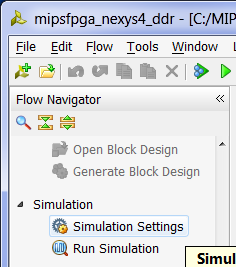 mipsfpga_nexys4_ddr - [C:/MIP
File Edit Flow Tools Window
Flow Navigator
Open Block Design
Generate Block Design
Simulation
Simulation Settings
Run Simulation
Simul